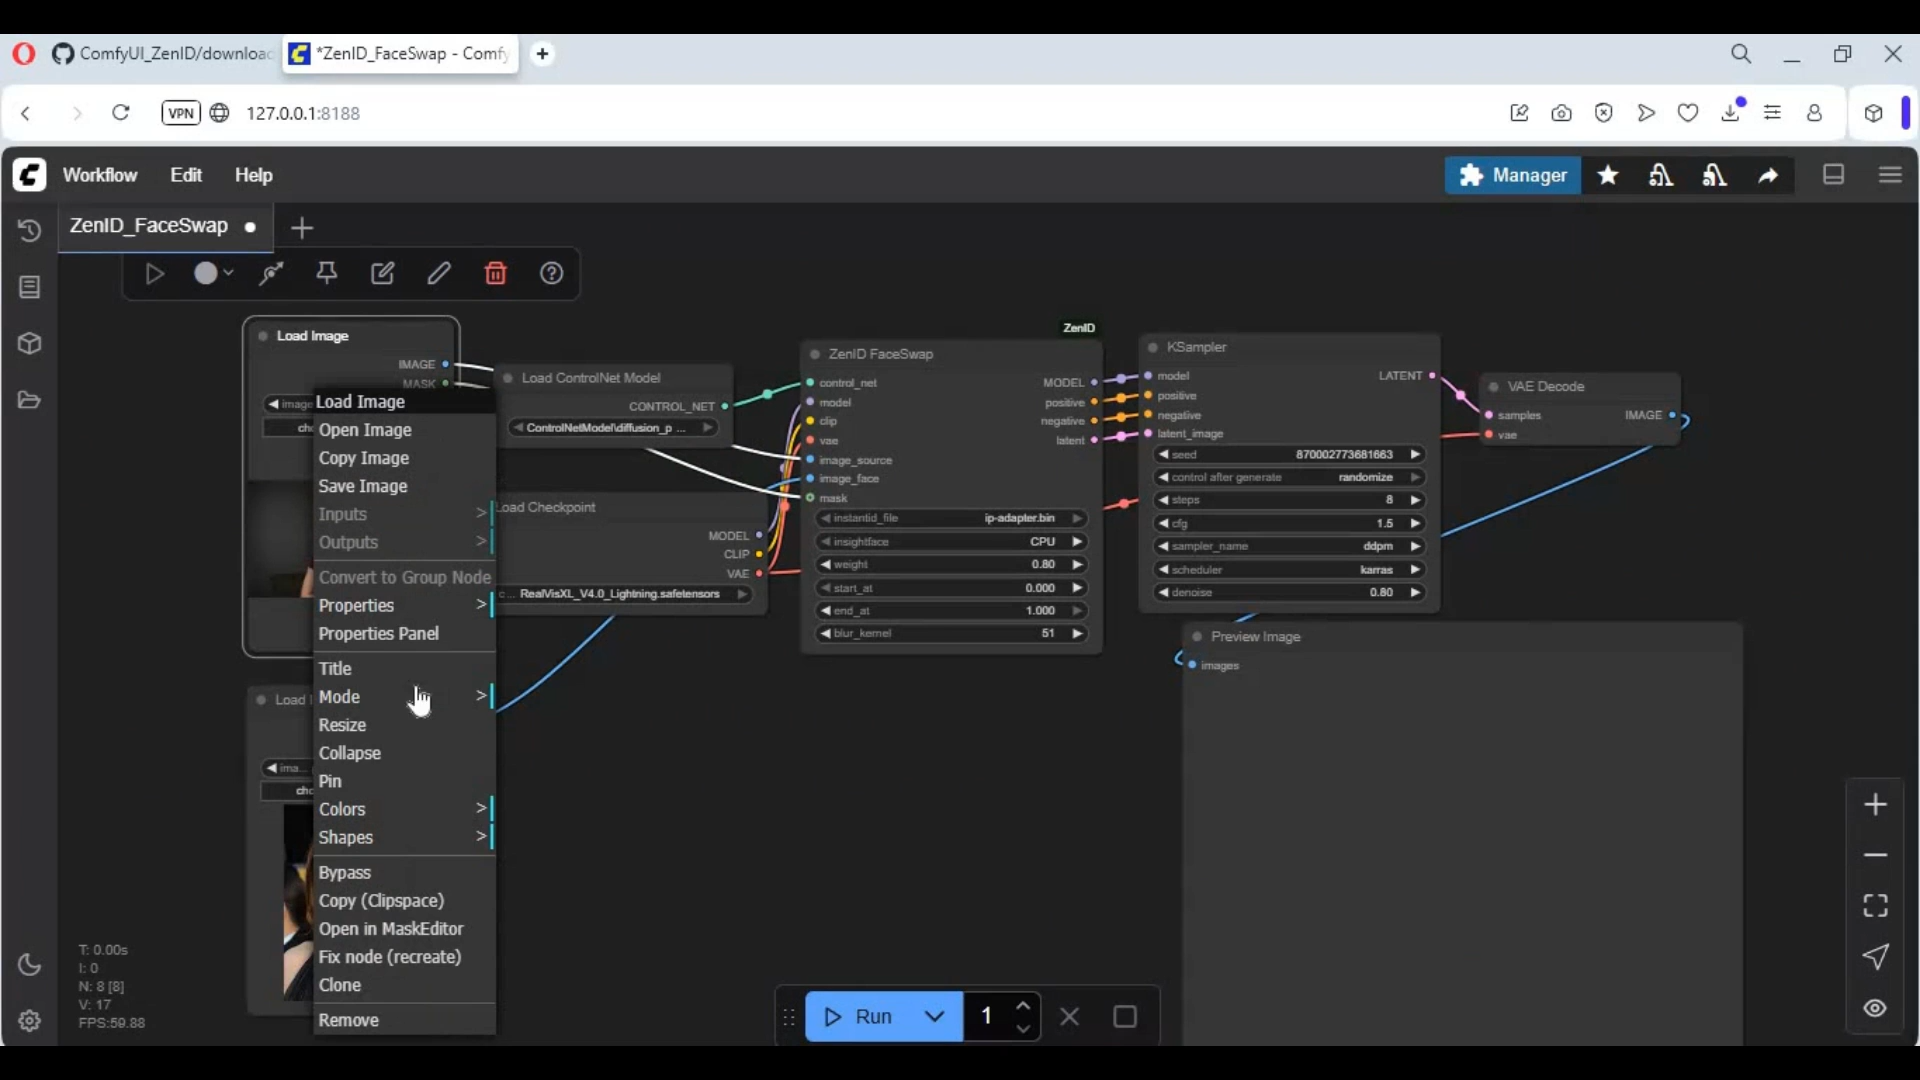 ComfyUI_ZenID/downloac
*ZenID_FaceSwap - Comfy
VPN
127.0.0.1:8188
Workflow
Edit
Help
Manager
ZenID_FaceSwap
Load Image
IMAGE
MASK
image
cho
Load Image
Open Image
Copy Image
Save Image
Inputs >
Outputs >
Convert to Group Node
Properties >
Properties Panel
Title
Mode >
Resize
Collapse
Pin
Colors >
Shapes >
Bypass
Copy (Clipspace)
Open in MaskEditor
Fix node (recreate)
Clone
Remove
Load I
ima...
cho
Load ControlNet Model
CONTROL_NET
ControlNetModel\diffusion_p ...
Load Checkpoint
MODEL
CLIP
VAE
c... RealVisXL_V4.0_Lightning.safetensors
ZenID
ZenID FaceSwap
control_net MODEL
model positive
clip negative
vae latent
image_source
image_face
mask
instantid_file ip-adapter.bin
insightface CPU
weight 0.80
start_at 0.000
end_at 1.000
blur_kernel 51
KSampler
model LATENT
positive
negative
latent_image
seed 870002773681663
control after generate randomize
steps 8
cfg 1.5
sampler_name ddpm
scheduler karras
denoise 0.80
VAE Decode
samples IMAGE
vae
Preview Image
images
T: 0.00s
I: 0
N: 8 [8]
V: 17
FPS:59.88
Run
1